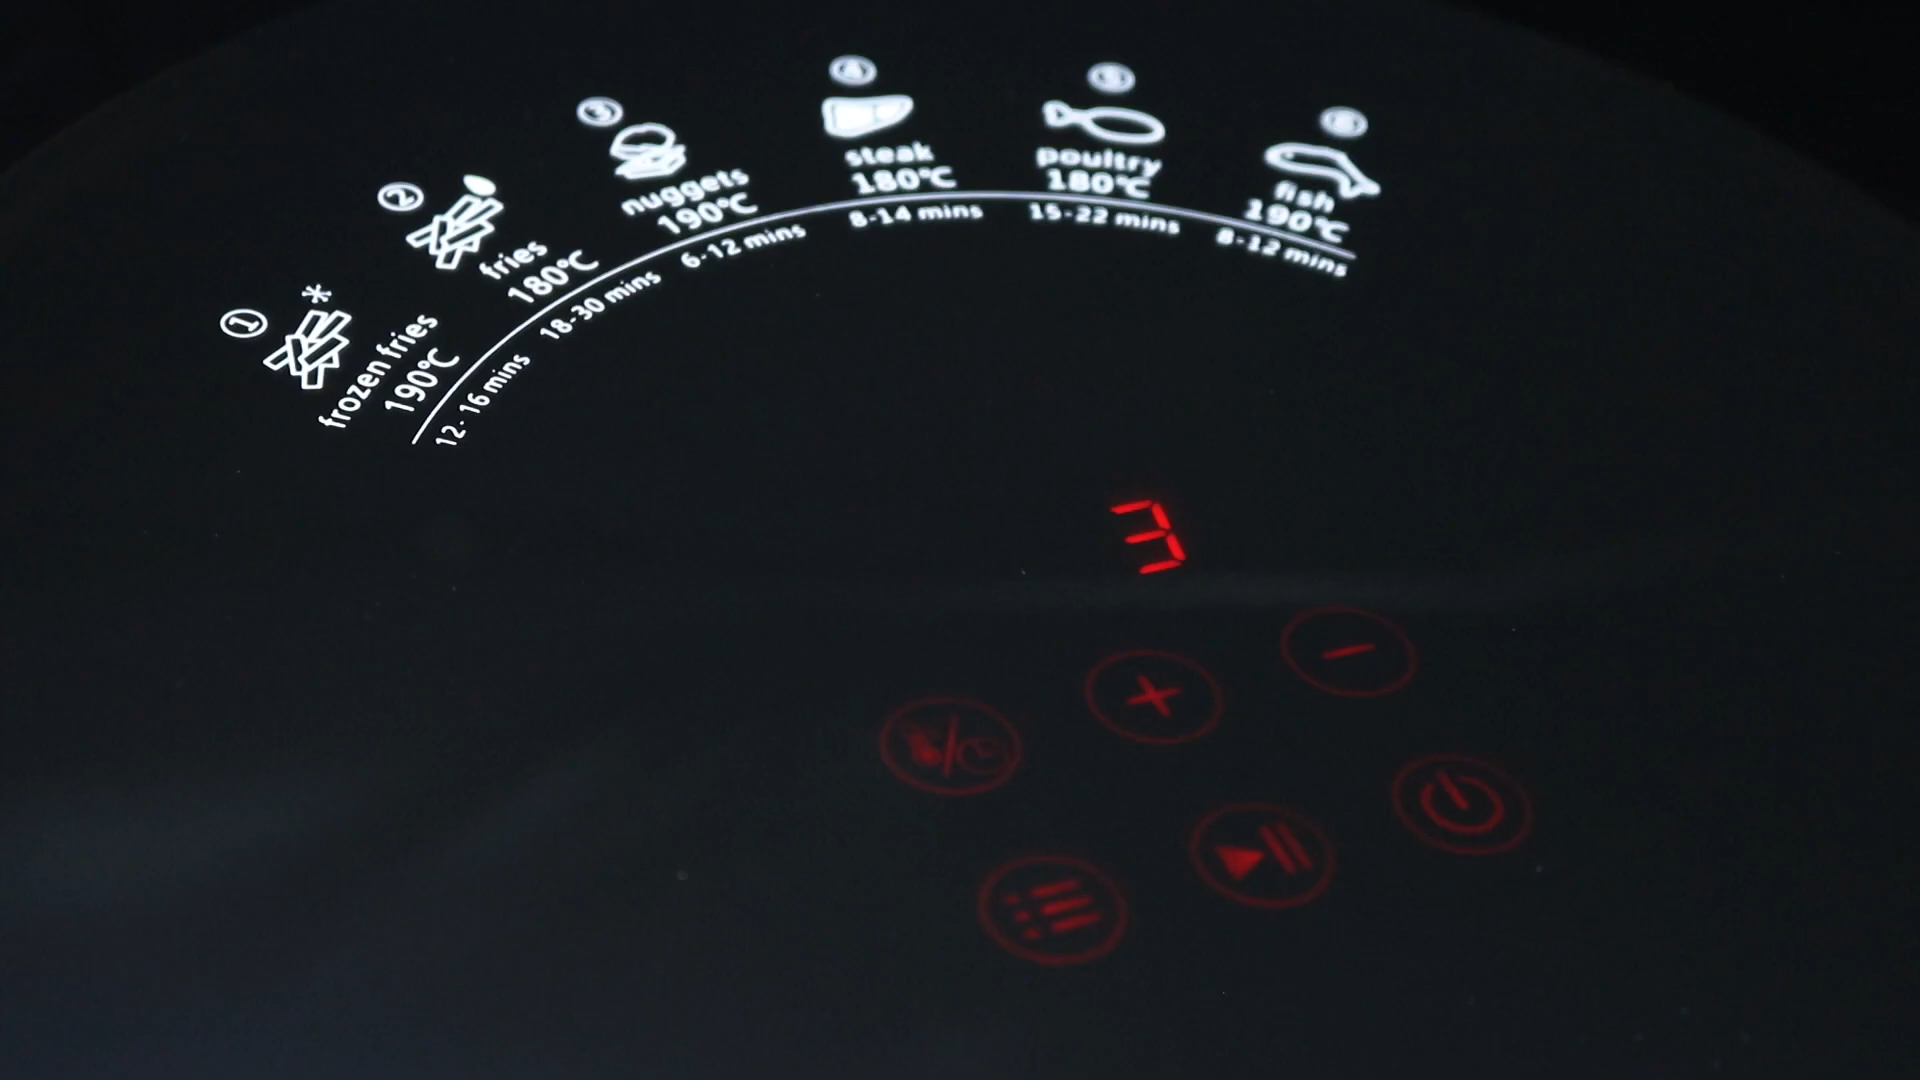 1
frozen fries
190℃
12-16 mins
2
fries
180℃
18-30 mins
3
nuggets
190℃
6-12 mins
4
steak
180℃
8-14 mins
5
poultry
180℃
15-22 mins
fish
190℃
8-12 mins
3